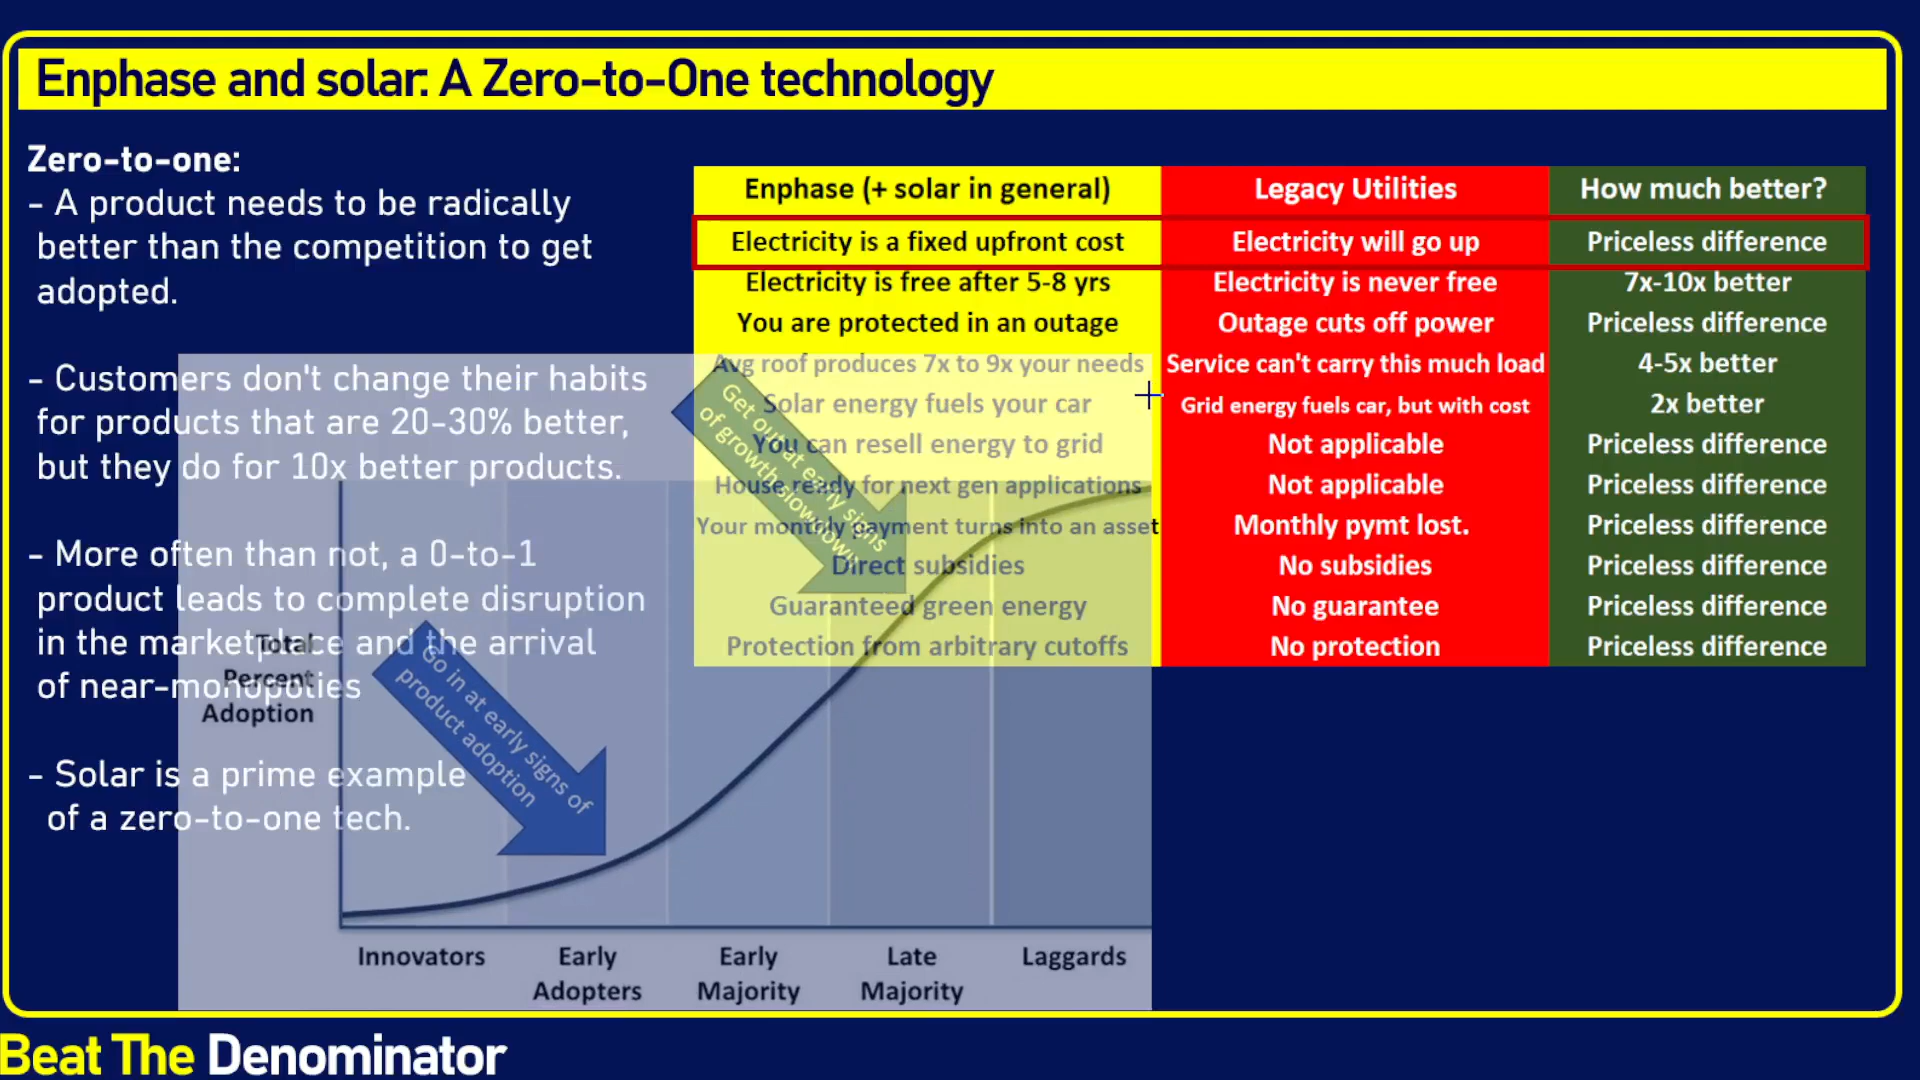 Enphase and solar: A Zero-to-One technology
Zero-to-one:
- A product needs to be radically
better than the competition to get
adopted.
- Customers don't change their habits
for products that are 20-30% better,
but they do for 10x better products.
- More often than not, a 0-to-1
product leads to complete disruption
in the marketplace and the arrival
of near-monopolies
- Solar is a prime example
of a zero-to-one tech.
Enphase (+ solar in general) Legacy Utilities How much better?
Electricity is a fixed upfront cost Electricity will go up Priceless difference
Electricity is free after 5-8 yrs Electricity is never free 7x-10x better
You are protected in an outage Outage cuts off power Priceless difference
Avg roof produces 7x to 9x your needs Service can't carry this much load 4-5x better
Solar energy fuels your car Grid energy fuels car, but with cost 2x better
You can resell energy to grid Not applicable Priceless difference
House ready for next gen applications Not applicable Priceless difference
Your monthly payment turns into an asset Monthly pymt lost. Priceless difference
Direct subsidies No subsidies Priceless difference
Guaranteed green energy No guarantee Priceless difference
Protection from arbitrary cutoffs No protection Priceless difference
Get out at early signs
of growth slowdown
Total
Percent
Adoption
Go in at early signs of
product adoption
Innovators Early Early Late Laggards
Adopters Majority Majority
Beat The Denominator